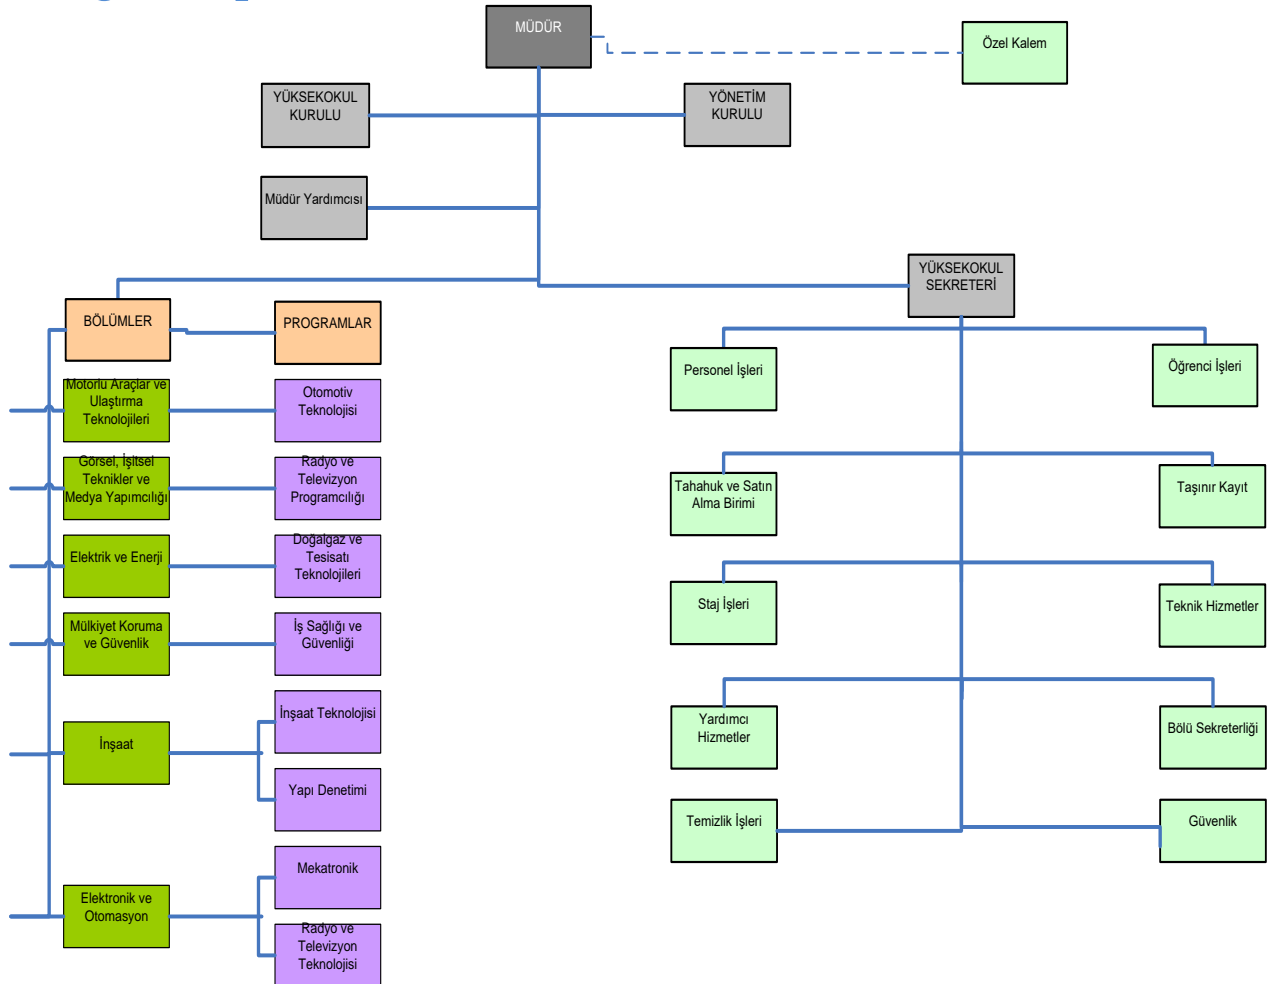 MÜDÜR
Özel Kalem
YÜKSEKOKUL
KURULU
YÖNETİM
KURULU
Müdür Yardımcısı
YÜKSEKOKUL
SEKRETERİ
BÖLÜMLER
PROGRAMLAR
Motorlu Araçlar ve
Ulaştırma
Teknolojileri
Otomotiv
Teknolojisi
Görsel, İşitsel
Teknikler ve
Medya Yapımcılığı
Radyo ve
Televizyon
Programcılığı
Elektrik ve Enerji
Doğalgaz ve
Tesisatı
Teknolojileri
Mülkiyet Koruma
ve Güvenlik
İş Sağlığı ve
Güvenliği
İnşaat
İnşaat Teknolojisi
Yapı Denetimi
Elektronik ve
Otomasyon
Mekatronik
Radyo ve
Televizyon
Teknolojisi
Personel İşleri
Öğrenci İşleri
Tahahuk ve Satın
Alma Birimi
Taşınır Kayıt
Staj İşleri
Teknik Hizmetler
Yardımcı
Hizmetler
Bölü Sekreterliği
Temizlik İşleri
Güvenlik